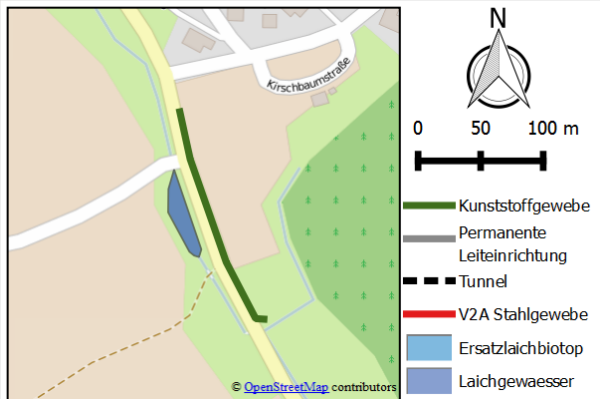 Kirschbaumstraße
© OpenStreetMap contributors
N
0 50 100 m
Kunststoffgewebe
Permanente
Leiteinrichtung
Tunnel
V2A Stahlgewebe
Ersatzlaichbiotop
Laichgewaesser